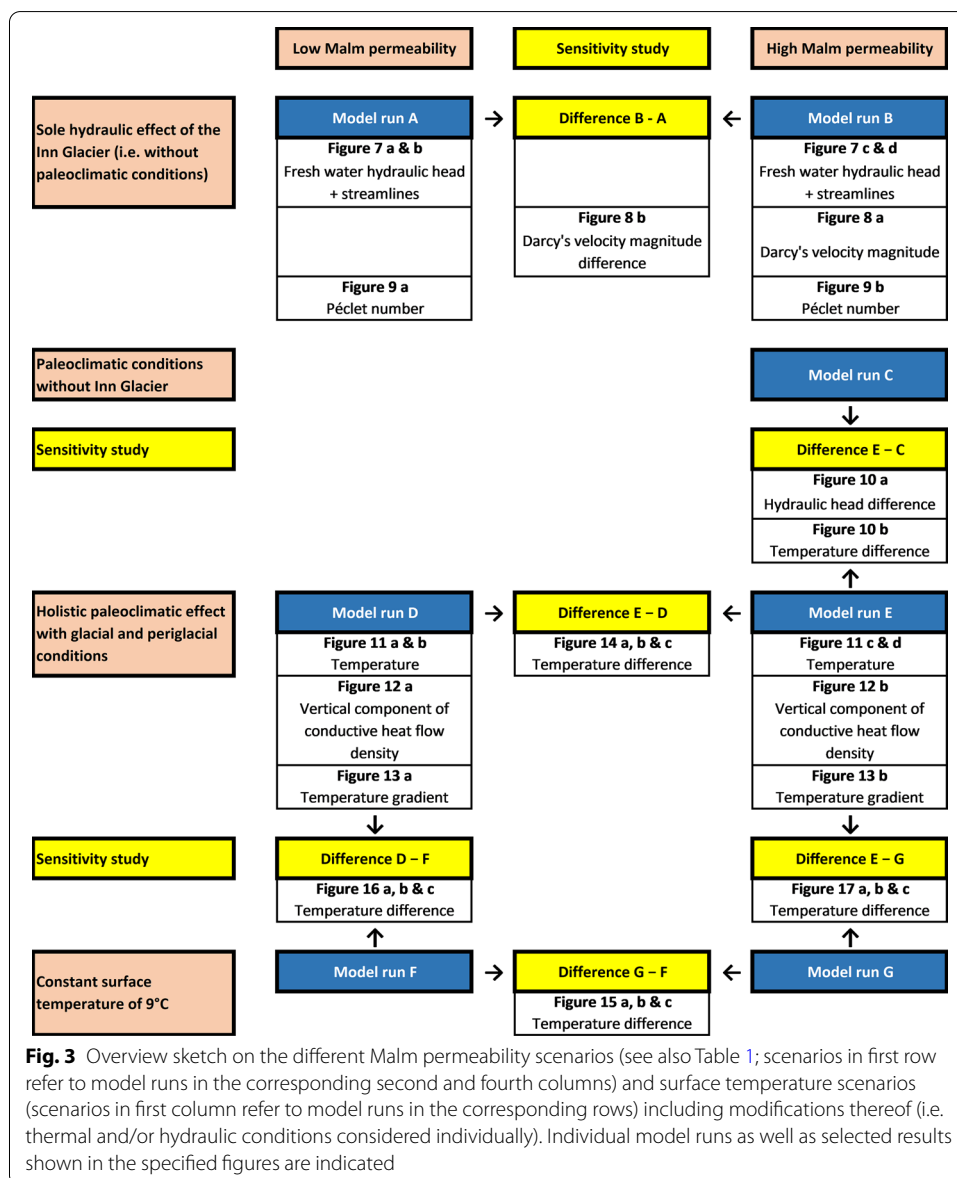 Low Malm permeability
Sensitivity study
High Malm permeability
Sole hydraulic effect of the
Inn Glacier (i.e. without
paleoclimatic conditions)
Model run A
→
Difference B - A
←
Model run B
Figure 7 a & b
Fresh water hydraulic head
+ streamlines
Figure 7 c & d
Fresh water hydraulic head
+ streamlines
Figure 8 b
Darcy's velocity magnitude
difference
Figure 8 a
Darcy's velocity magnitude
Figure 9 a
Péclet number
Figure 9 b
Péclet number
Paleoclimatic conditions
without Inn Glacier
Model run C
↓
Sensitivity study
Difference E – C
Figure 10 a
Hydraulic head difference
Figure 10 b
Temperature difference
↑
Holistic paleoclimatic effect
with glacial and periglacial
conditions
Model run D
→
Difference E – D
←
Model run E
Figure 11 a & b
Temperature
Figure 14 a, b & c
Temperature difference
Figure 11 c & d
Temperature
Figure 12 a
Vertical component of
conductive heat flow
density
Figure 12 b
Vertical component of
conductive heat flow
density
Figure 13 a
Temperature gradient
Figure 13 b
Temperature gradient
↓
↓
Sensitivity study
Difference D – F
Difference E – G
Figure 16 a, b & c
Temperature difference
Figure 17 a, b & c
Temperature difference
↑
↑
Constant surface
temperature of 9°C
Model run F
→
Difference G – F
←
Model run G
Figure 15 a, b & c
Temperature difference
Fig. 3 Overview sketch on the different Malm permeability scenarios (see also Table 1; scenarios in first row
refer to model runs in the corresponding second and fourth columns) and surface temperature scenarios
(scenarios in first column refer to model runs in the corresponding rows) including modifications thereof (i.e.
thermal and/or hydraulic conditions considered individually). Individual model runs as well as selected results
shown in the specified figures are indicated